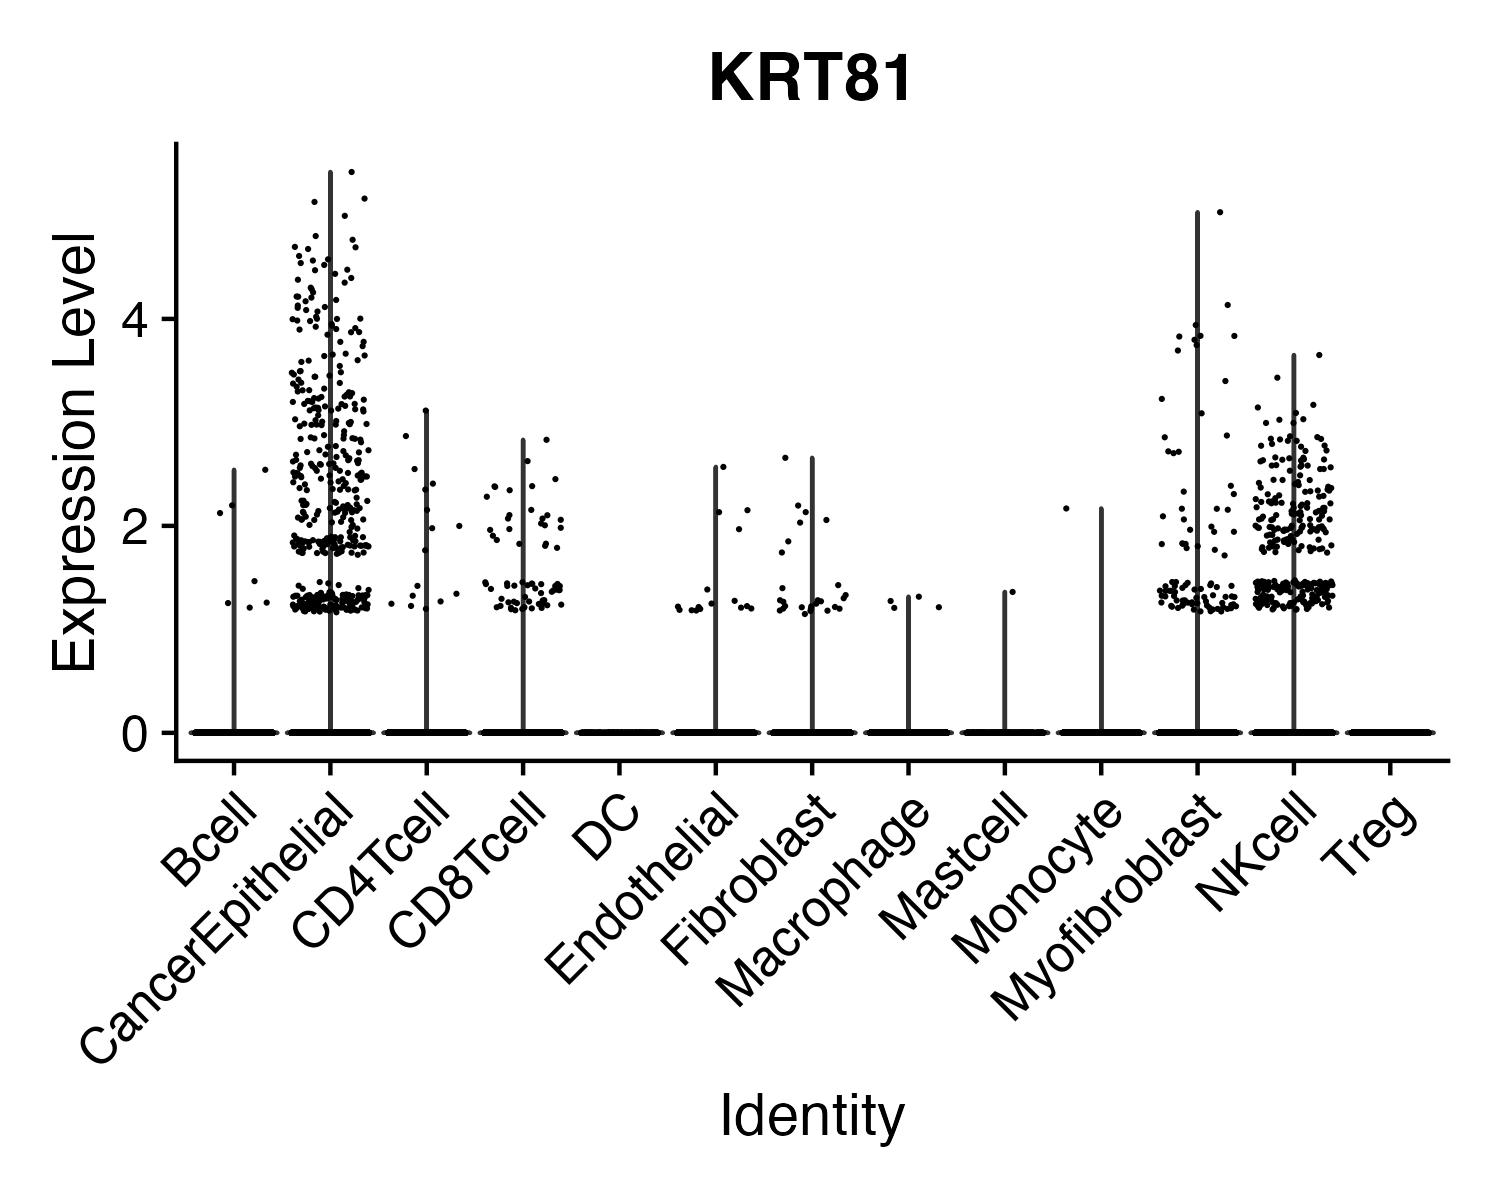 KRT81
Expression Level
4
2
0
Bcell
CancerEpithelial
CD4Tcell
CD8Tcell
DC
Endothelial
Fibroblast
Macrophage
Mastcell
Monocyte
Myofibroblast
NKcell
Treg
Identity